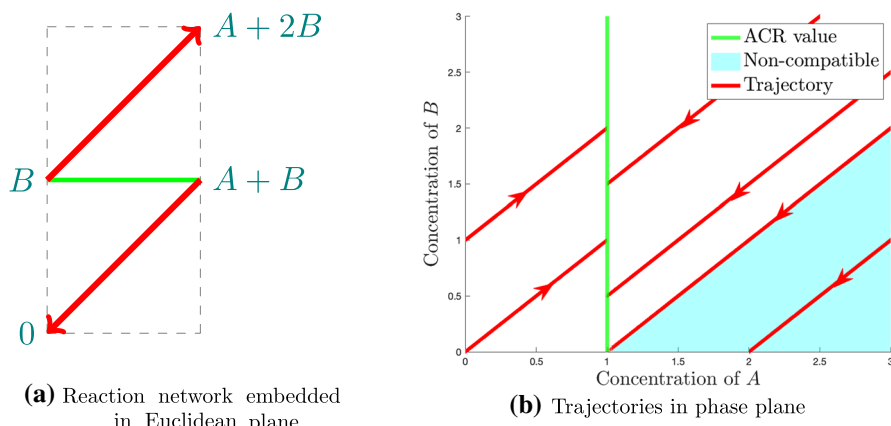 A + 2B
B
A + B
0
(a) Reaction network embedded
in Euclidean plane
ACR value
Non-compatible
Trajectory
Concentration of B
3
2.5
2
1.5
1
0.5
0
0
0.5
1
1.5
2
2.5
3
Concentration of A
(b) Trajectories in phase plane